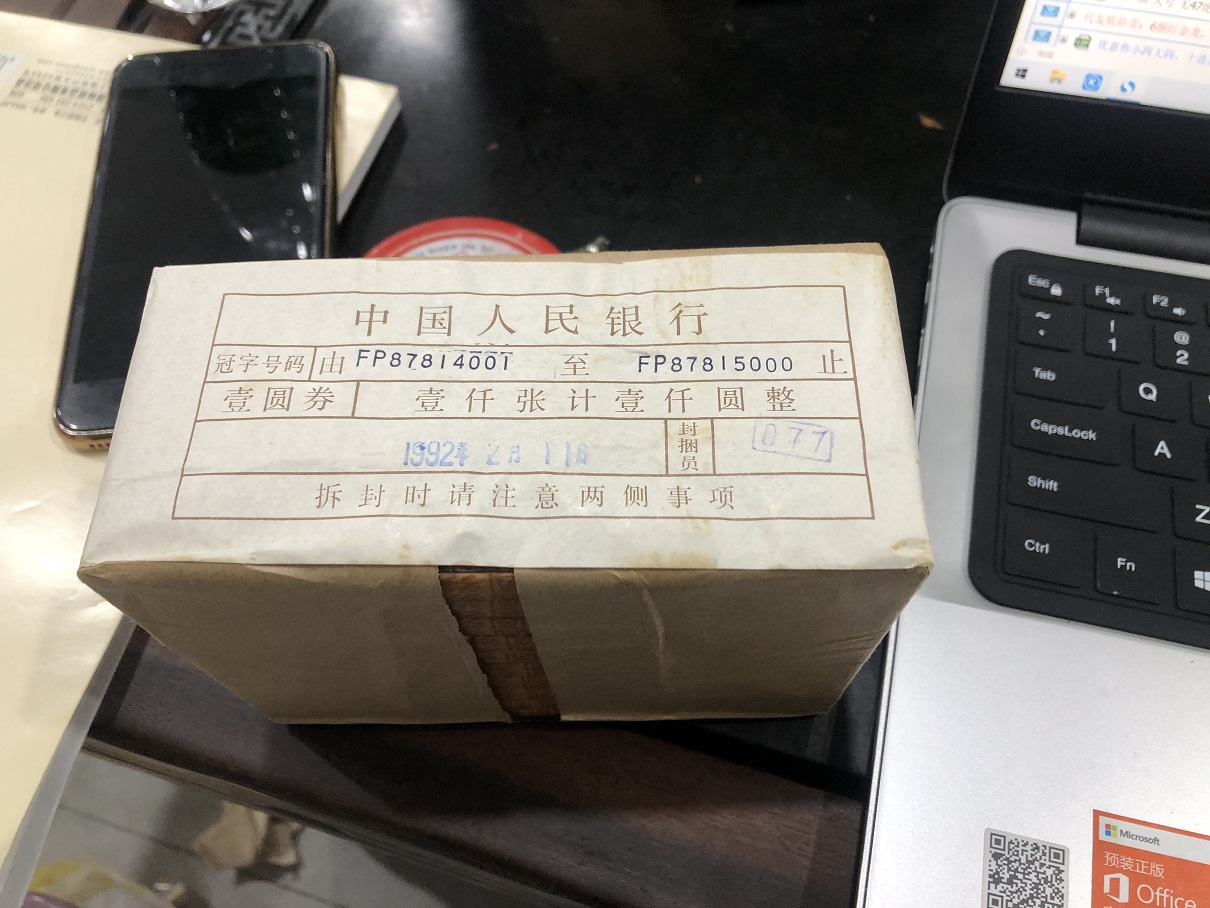 中国人民银行
冠字号码 由 FP87814001 至 FP87815000 止
壹圆券 壹仟张计壹仟圆整
1992年 2月 11日 封捆员 077
拆封时请注意两侧事项
Esc F1 F2
~ ! 1 @ 2
Tab Q
CapsLock A
Shift Z
Ctrl Fn
Microsoft
预装正版
Office